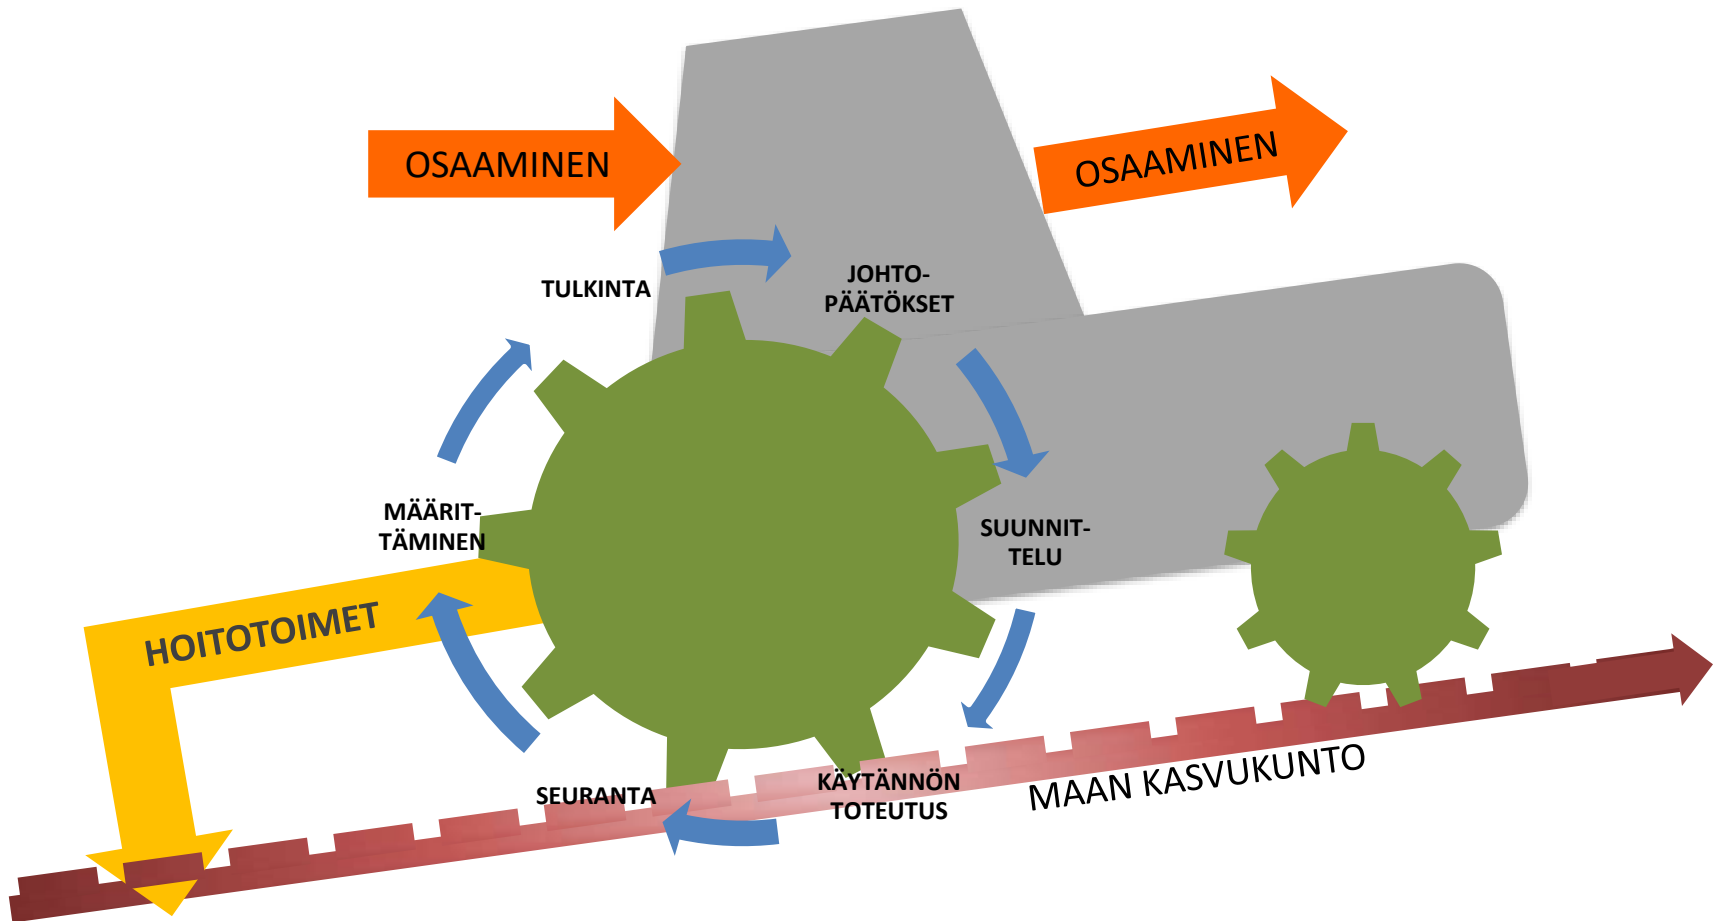 OSAAMINEN
OSAAMINEN
TULKINTA
JOHTO-
PÄÄTÖKSET
MÄÄRIT-
TÄMINEN
SUUNNIT-
TELU
HOITOTOIMET
SEURANTA
KÄYTÄNNÖN
TOTEUTUS
MAAN KASVUKUNTO